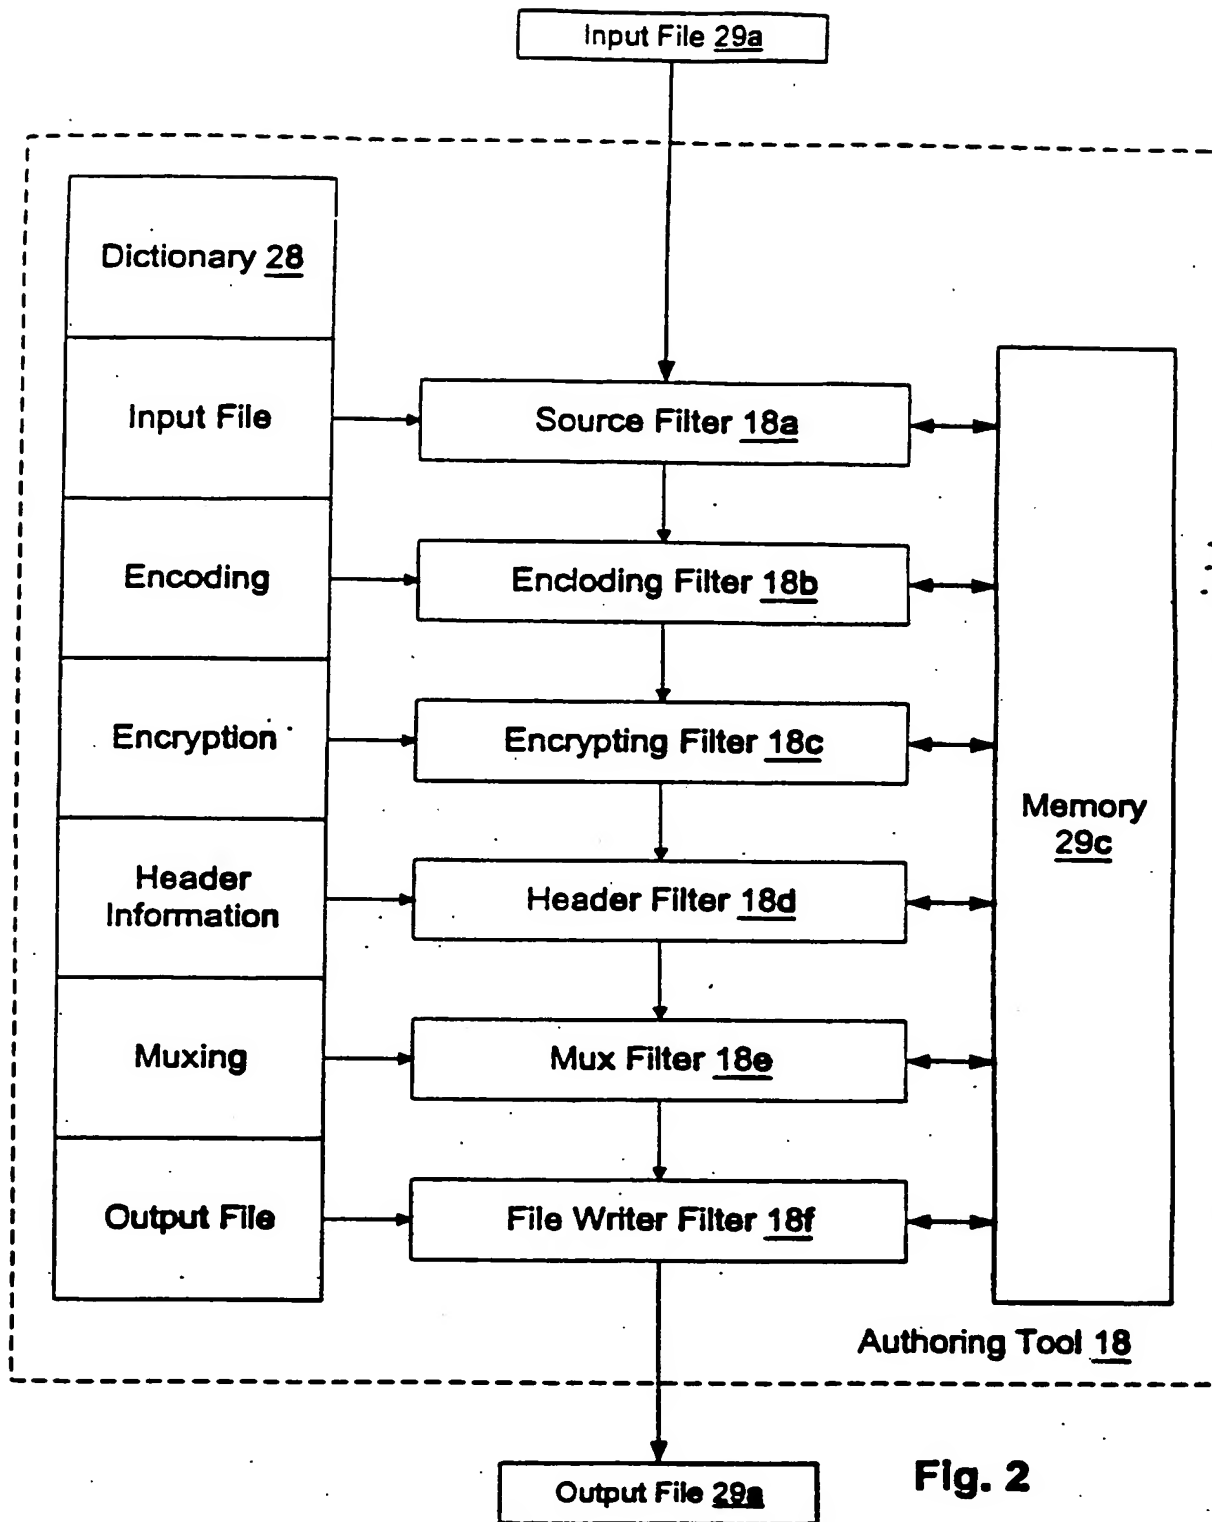 Input File 29a
Dictionary 28
Input File
Source Filter 18a
Encoding
Encloding Filter 18b
Encryption
Encrypting Filter 18c
Memory
29c
Header
Information
Header Filter 18d
Muxing
Mux Filter 18e
Output File
File Writer Filter 18f
Authoring Tool 18
Output File 29a
Fig. 2